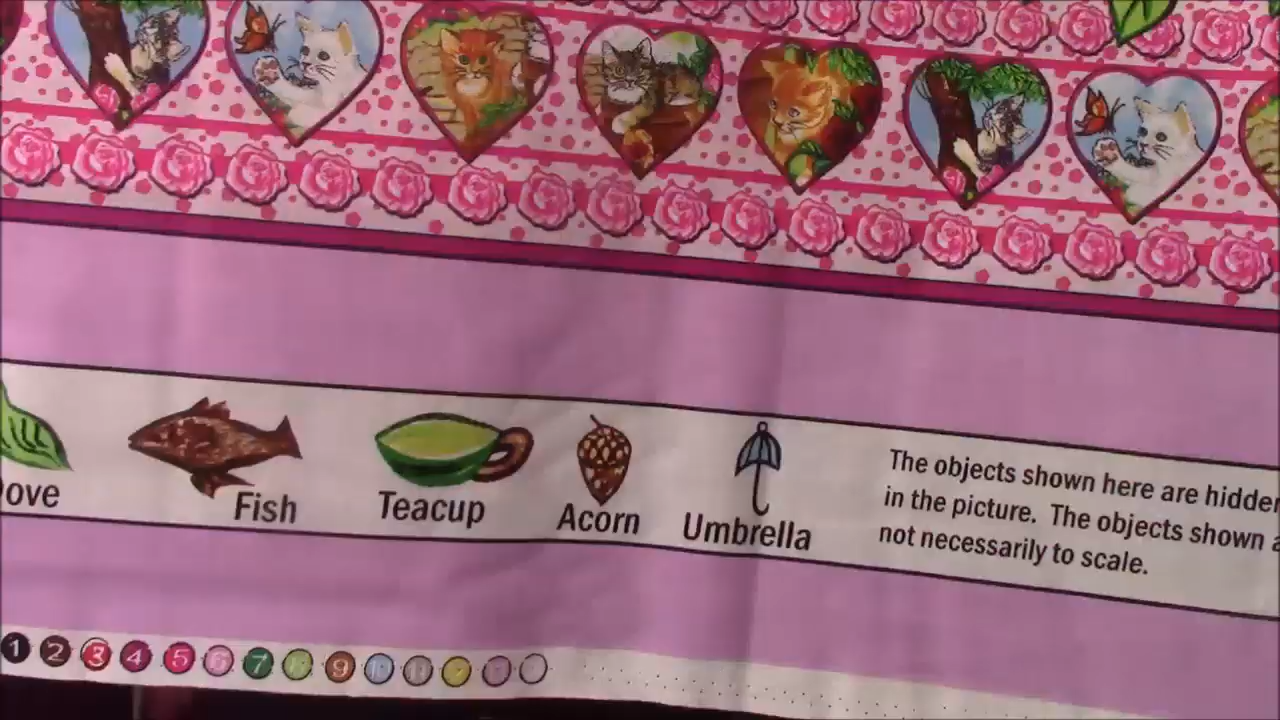 ove
Fish
Teacup
Acorn
Umbrella
The objects shown here are hidden
in the picture. The objects shown a
not necessarily to scale.
1 2 3 4 5 6 7 8 9